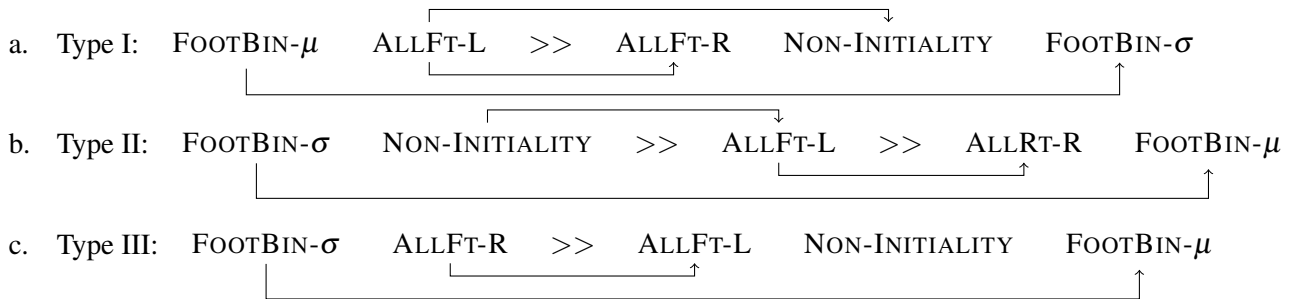 a. Type I: FOOTBIN-μ ALLFT-L >> ALLFT-R NON-INITIALITY FOOTBIN-σ
b. Type II: FOOTBIN-σ NON-INITIALITY >> ALLFT-L >> ALLRT-R FOOTBIN-μ
c. Type III: FOOTBIN-σ ALLFT-R >> ALLFT-L NON-INITIALITY FOOTBIN-μ